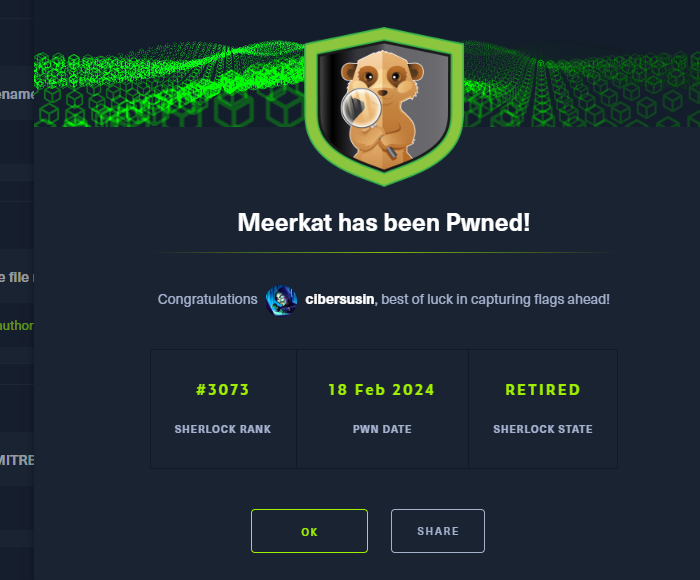 ename
Meerkat has been Pwned!
e file
Congratulations cibersusin, best of luck in capturing flags ahead!
author
#3073 18 Feb 2024 RETIRED
SHERLOCK RANK PWN DATE SHERLOCK STATE
MITRE
OK SHARE